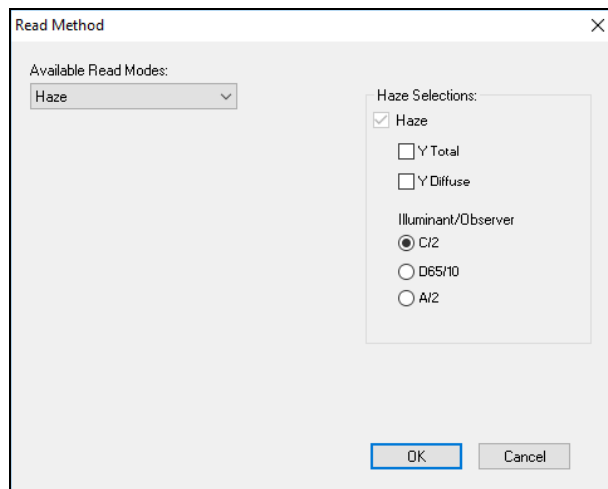 Read Method
Available Read Modes:
Haze
Haze Selections:
Haze
Y Total
Y Diffuse
Illuminant/Observer
C/2
D65/10
A/2
OK
Cancel